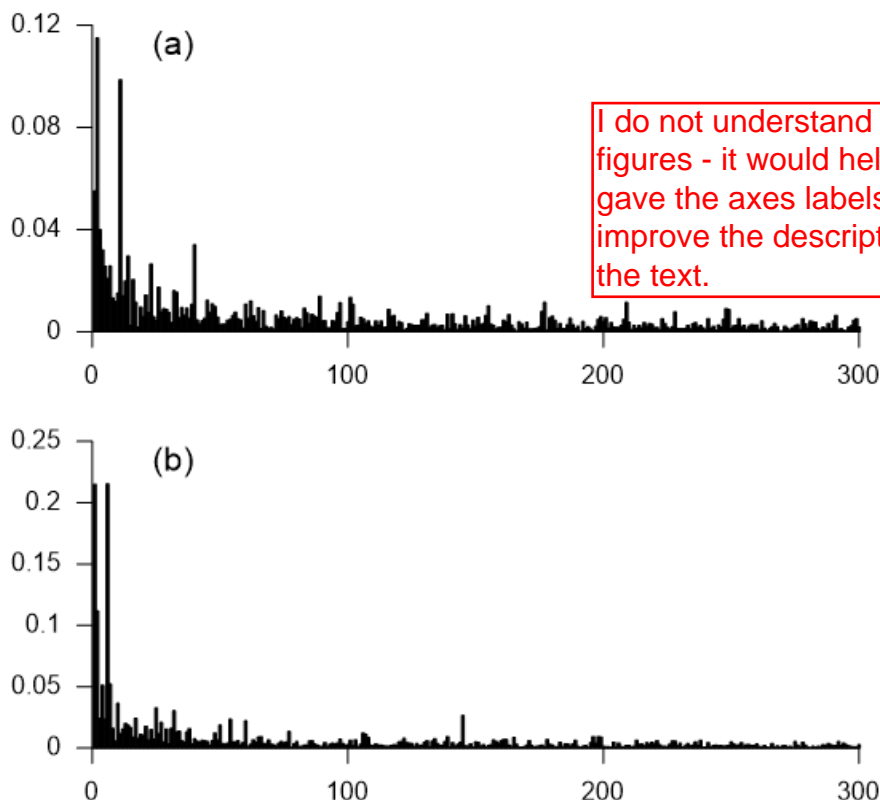 0.12
(a)
0.08
I do not understand
figures - it would hel
gave the axes labels
improve the descript
the text.
0.04
0
0 100 200 300
0.25
(b)
0.2
0.15
0.1
0.05
0
0 100 200 300